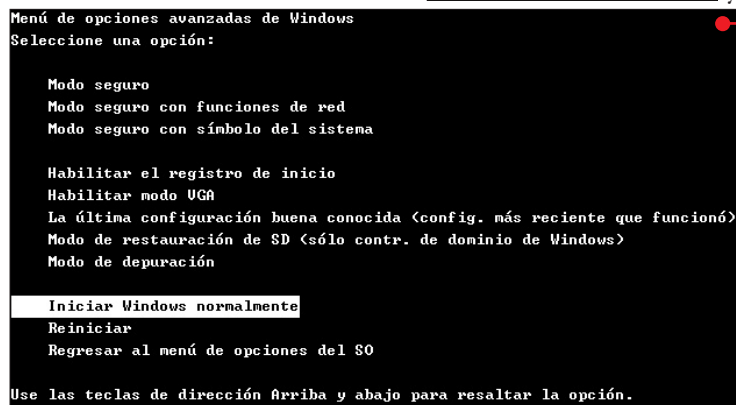 Menú de opciones avanzadas de Windows
Seleccione una opción:
Modo seguro
Modo seguro con funciones de red
Modo seguro con símbolo del sistema
Habilitar el registro de inicio
Habilitar modo VGA
La última configuración buena conocida (config. más reciente que funcionó)
Modo de restauración de SD (sólo contr. de dominio de Windows)
Modo de depuración
Iniciar Windows normalmente
Reiniciar
Regresar al menú de opciones del SO
Use las teclas de dirección Arriba y abajo para resaltar la opción.